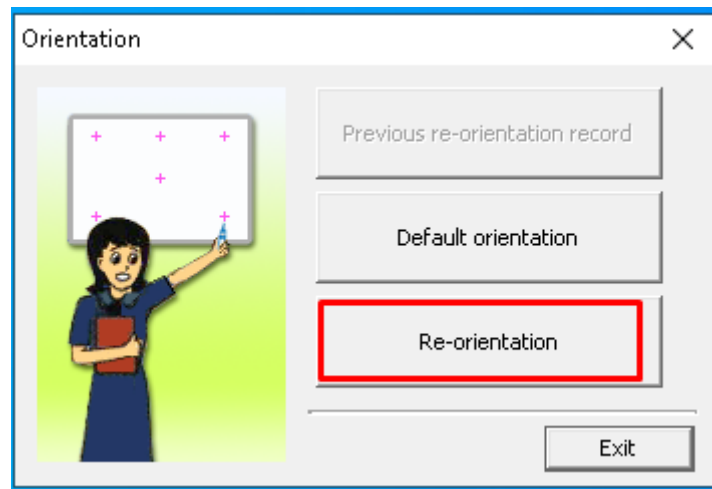 Orientation
Previous re-orientation record
Default orientation
Re-orientation
Exit